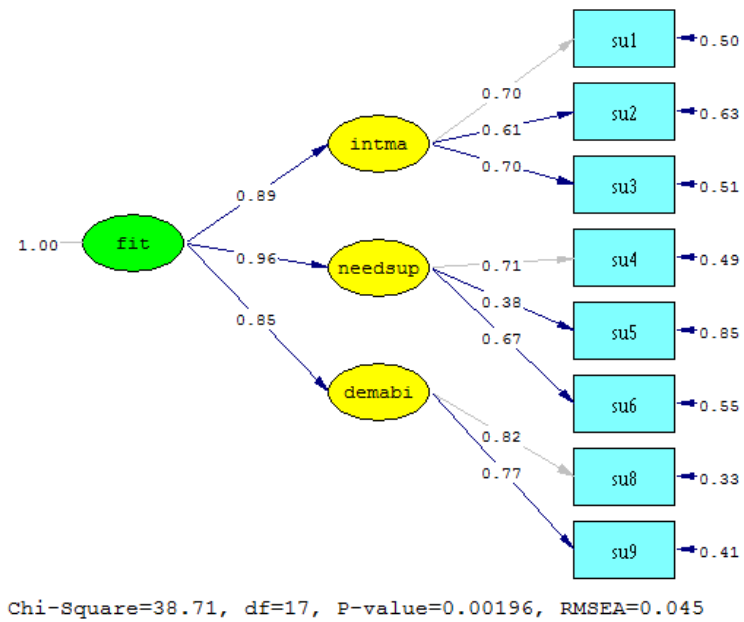 su1
0.50
0.70
su2
0.63
intma
0.61
0.70
su3
0.51
0.89
1.00
fit
su4
0.49
0.96
needsup
0.71
0.38
su5
0.85
0.85
0.67
demabi
su6
0.55
0.82
su8
0.33
0.77
su9
0.41
Chi-Square=38.71, df=17, P-value=0.00196, RMSEA=0.045